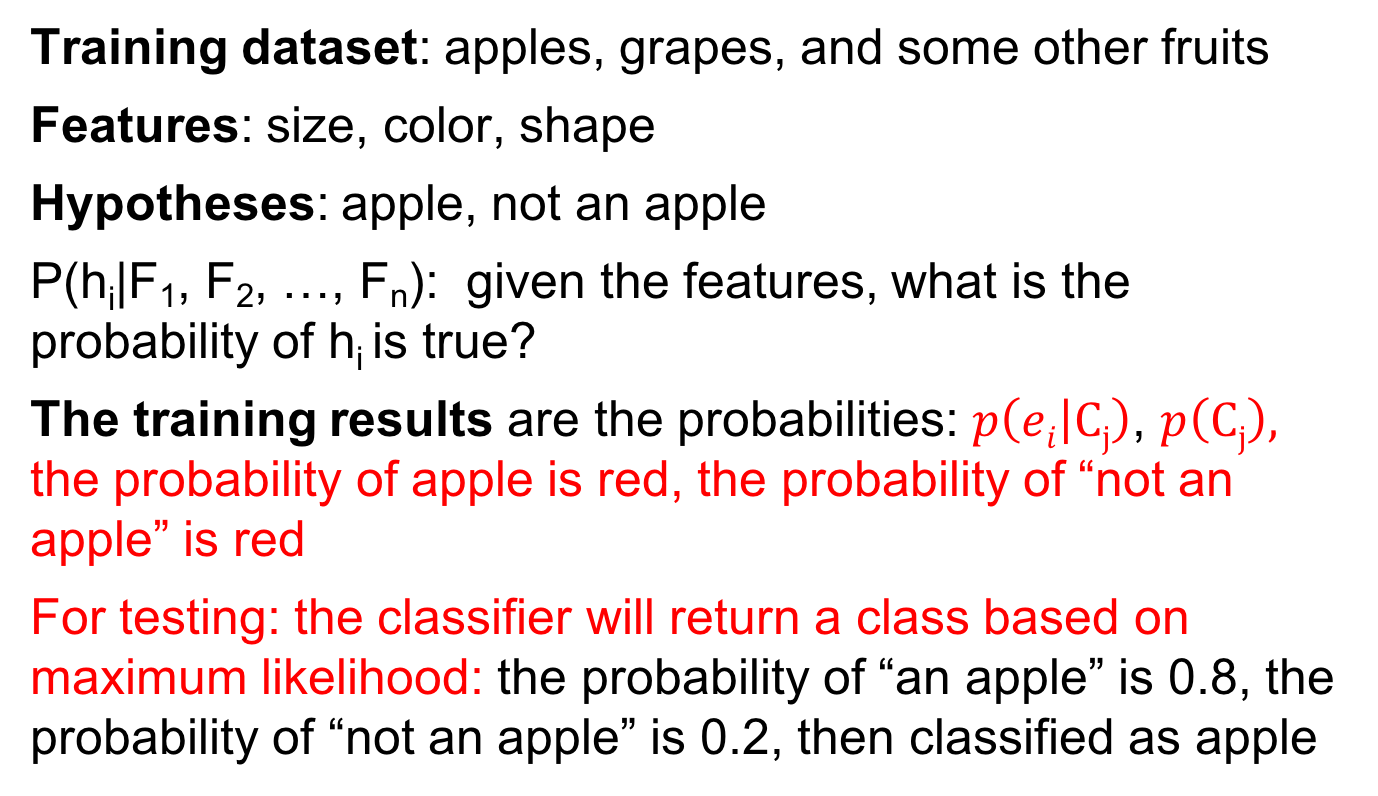 Training dataset: apples, grapes, and some other fruits
Features: size, color, shape
Hypotheses: apple, not an apple
P(hᵢ|F₁, F₂, …, Fₙ):  given the features, what is the
probability of hᵢ is true?
The training results are the probabilities: p(eᵢ|Cⱼ), p(Cⱼ),
the probability of apple is red, the probability of “not an
apple” is red
For testing: the classifier will return a class based on
maximum likelihood: the probability of “an apple” is 0.8, the
probability of “not an apple” is 0.2, then classified as apple